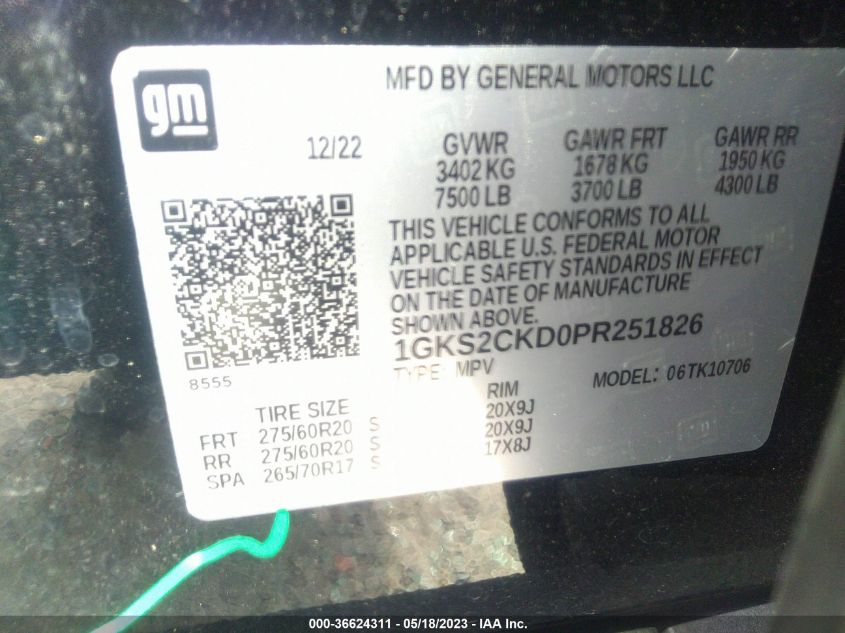 gm
MFD BY GENERAL MOTORS LLC
12/22
GVWR GAWR FRT GAWR RR
3402 KG 1678 KG 1950 KG
7500 LB 3700 LB 4300 LB
THIS VEHICLE CONFORMS TO ALL
APPLICABLE U.S. FEDERAL MOTOR
VEHICLE SAFETY STANDARDS IN EFFECT
ON THE DATE OF MANUFACTURE
SHOWN ABOVE.
1GKS2CKD0PR251826
8555
TYPE: MPV MODEL: 06TK10706
TIRE SIZE RIM
FRT 275/60R20 S 20X9J
RR 275/60R20 S 20X9J
SPA 265/70R17 S 17X8J
000-36624311 - 05/18/2023 - IAA Inc.